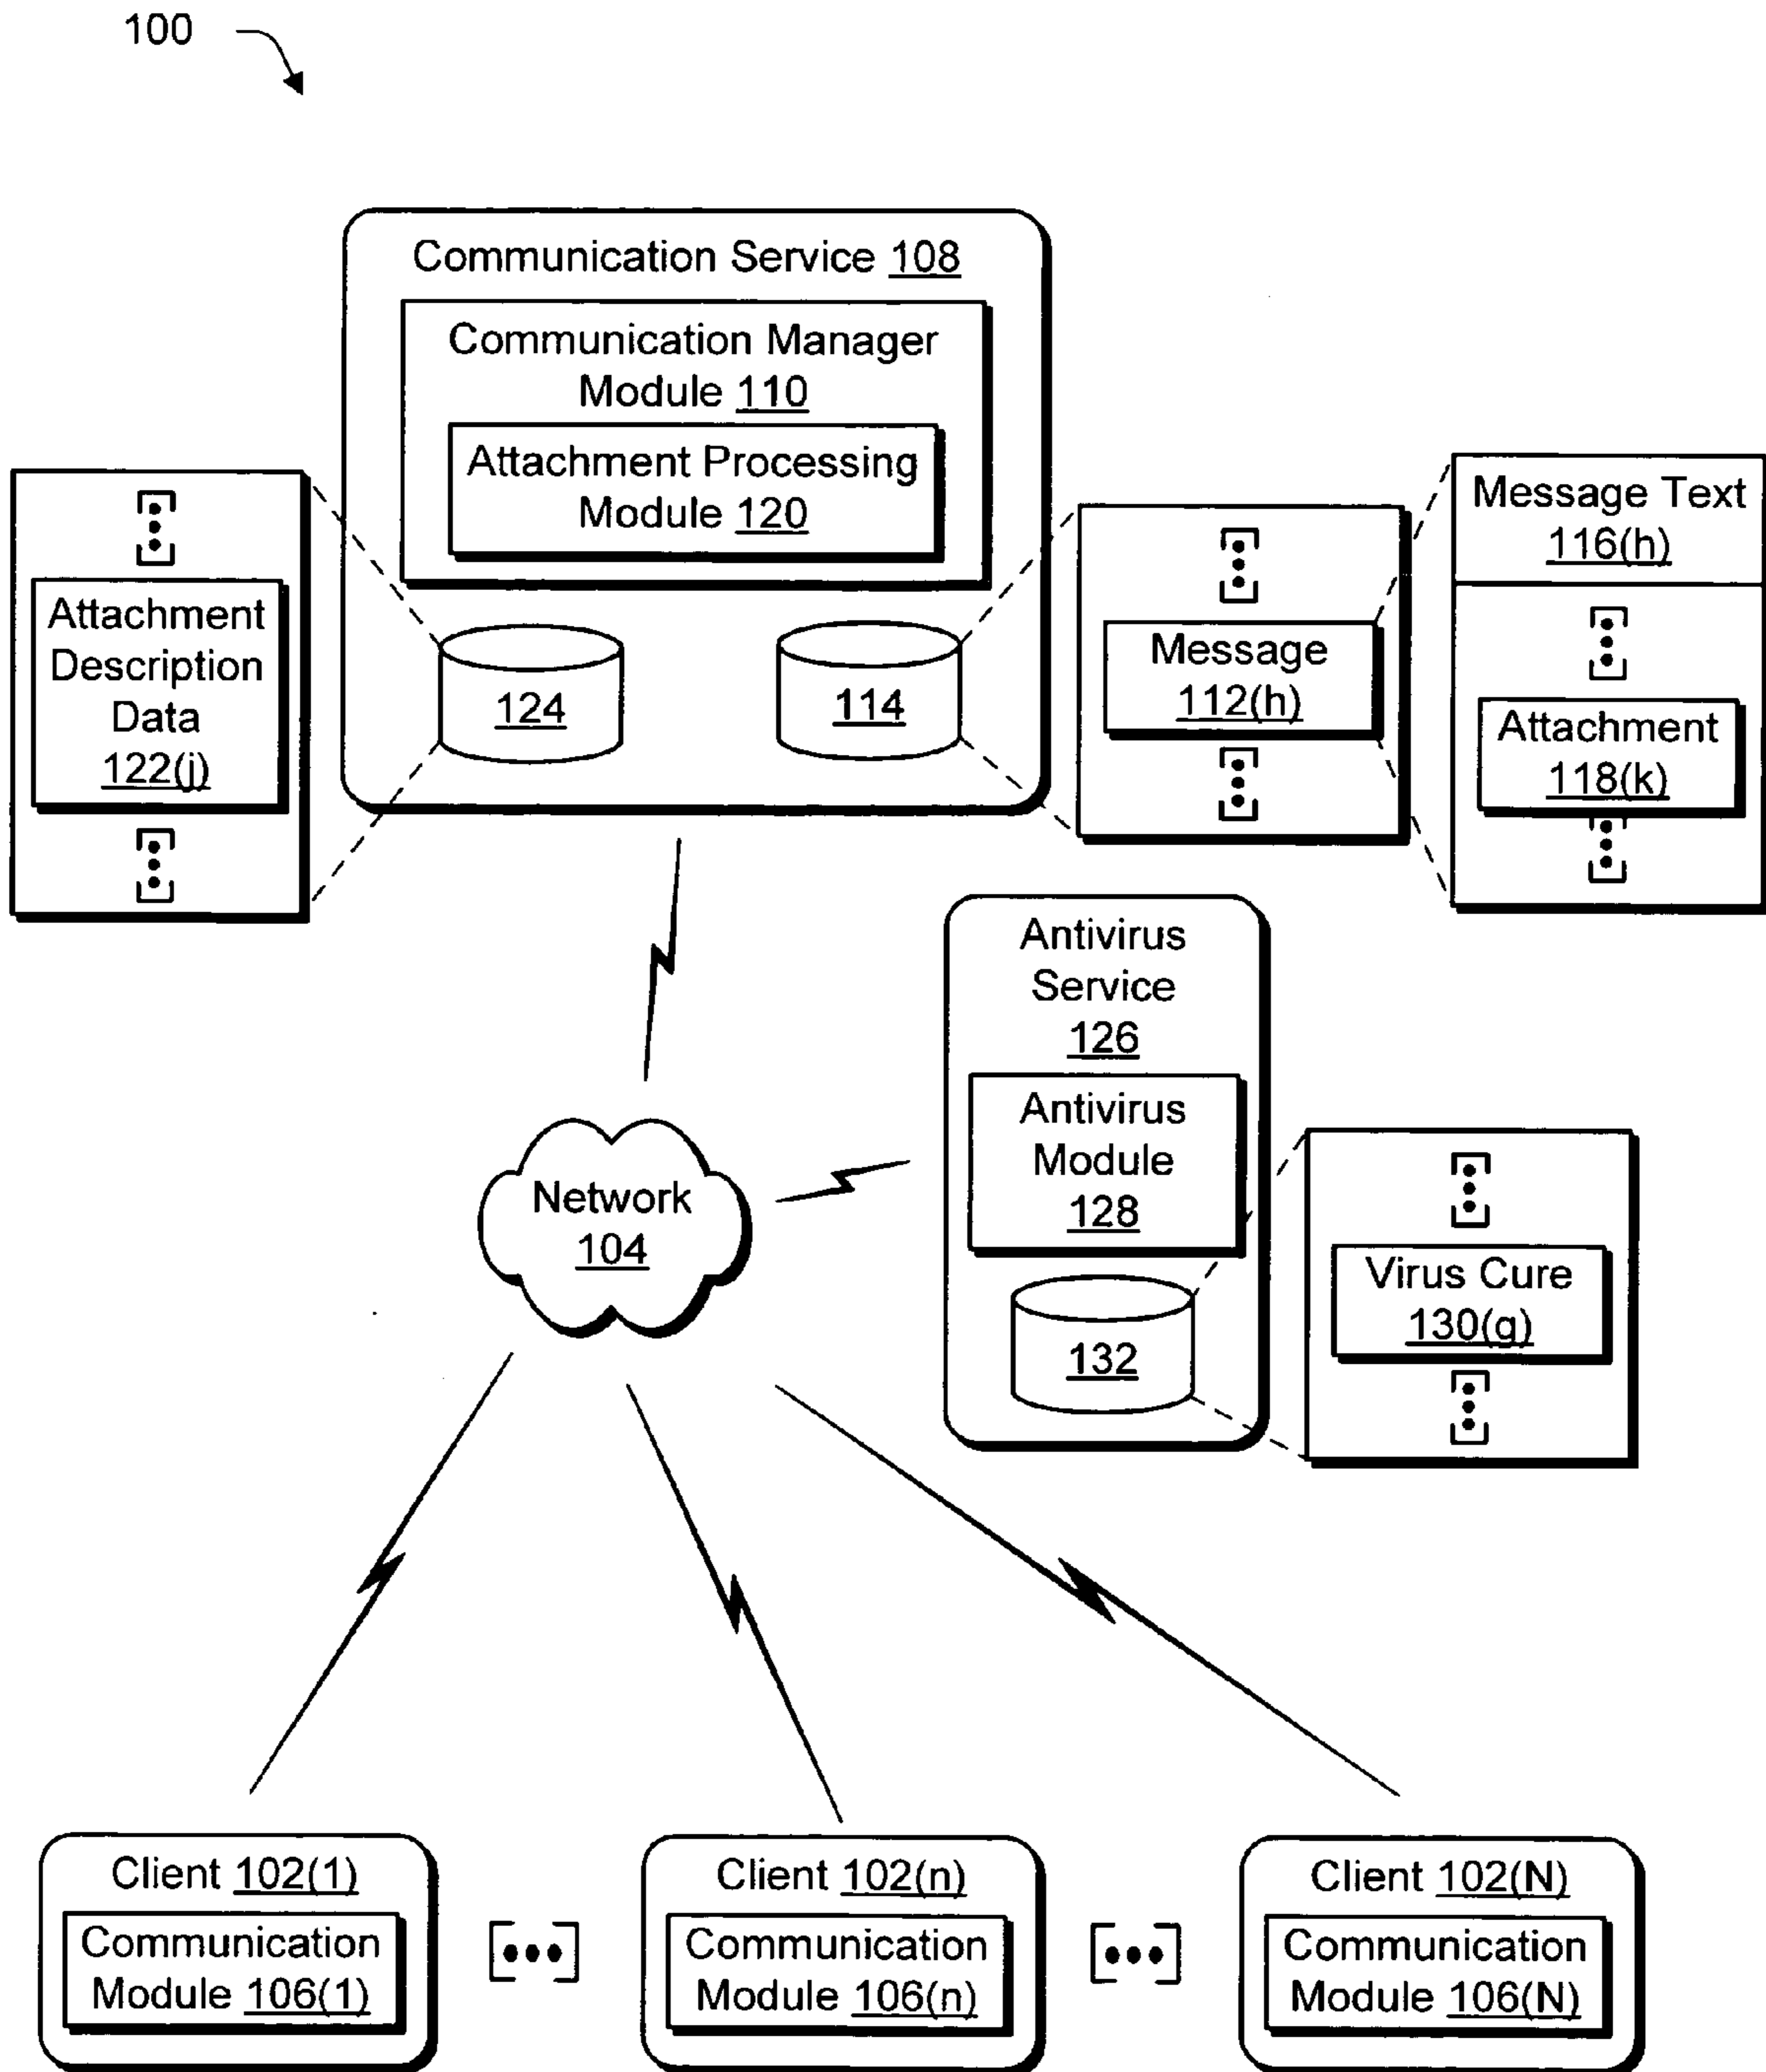 100
Communication Service 108
Communication Manager
Module 110
Attachment Processing
Module 120
124
114
[...]
Attachment
Description
Data
122(j)
[...]
[...]
Message
112(h)
[...]
Message Text
116(h)
[...]
Attachment
118(k)
[...]
Antivirus
Service
126
Antivirus
Module
128
132
[...]
Virus Cure
130(g)
[...]
Network
104
Client 102(1)
Communication
Module 106(1)
[...]
Client 102(n)
Communication
Module 106(n)
[...]
Client 102(N)
Communication
Module 106(N)